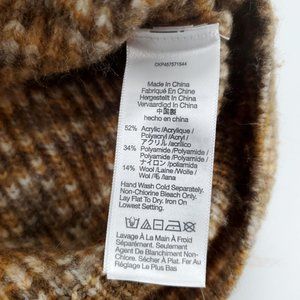 CKP457571S44
Made In China
Fabriqué En Chine
Hergestellt In China
Vervaardigd In China
中国製
hecho en china
52% Acrylic /Acrylique /
Polyacryl /Acryl /
アクリル /acrílico
34% Polyamide /Polyamide /
Polyamid /Polyamide /
ナイロン /poliamida
14% Wool /Laine /Wolle /
Wol /毛 /lana
Hand Wash Cold Separately.
Non-Chlorine Bleach Only.
Lay Flat To Dry. Iron On
Lowest Setting.
Lavage À La Main À Froid
Séparément. Seulement
Agent De Blanchiment Non
Chloré. Sécher À Plat. Fer Au
Réglage Le Plus Bas.